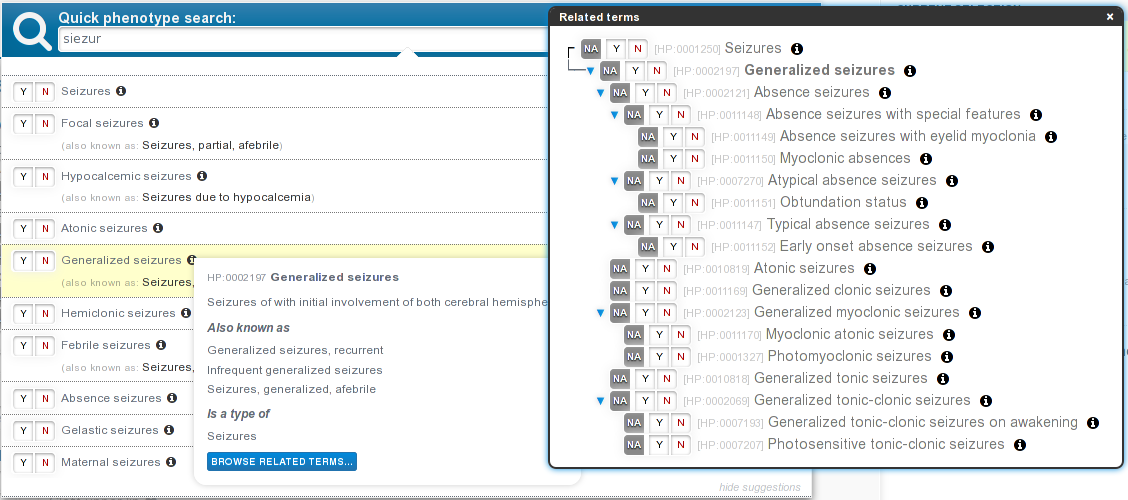 Quick phenotype search:
siezur
Y N Seizures
Y N Focal seizures
(also known as: Seizures, partial, afebrile)
Y N Hypocalcemic seizures
(also known as: Seizures due to hypocalcemia)
Y N Atonic seizures
Y N Generalized seizures
(also known as: Seizures,
Y N Hemiclonic seizures
Y N Febrile seizures
(also known as: Seizures,
Y N Absence seizures
Y N Gelastic seizures
Y N Maternal seizures
hide suggestions
HP:0002197 Generalized seizures
Seizures of with initial involvement of both cerebral hemisphe
Also known as
Generalized seizures, recurrent
Infrequent generalized seizures
Seizures, generalized, afebrile
Is a type of
Seizures
BROWSE RELATED TERMS...
Related terms ×
NA Y N [HP:0001250] Seizures
NA Y N [HP:0002197] Generalized seizures
NA Y N [HP:0002121] Absence seizures
NA Y N [HP:0011148] Absence seizures with special features
NA Y N [HP:0011149] Absence seizures with eyelid myoclonia
NA Y N [HP:0011150] Myoclonic absences
NA Y N [HP:0007270] Atypical absence seizures
NA Y N [HP:0011151] Obtundation status
NA Y N [HP:0011147] Typical absence seizures
NA Y N [HP:0011152] Early onset absence seizures
NA Y N [HP:0010819] Atonic seizures
NA Y N [HP:0011169] Generalized clonic seizures
NA Y N [HP:0002123] Generalized myoclonic seizures
NA Y N [HP:0011170] Myoclonic atonic seizures
NA Y N [HP:0001327] Photomyoclonic seizures
NA Y N [HP:0010818] Generalized tonic seizures
NA Y N [HP:0002069] Generalized tonic-clonic seizures
NA Y N [HP:0007193] Generalized tonic-clonic seizures on awakening
NA Y N [HP:0007207] Photosensitive tonic-clonic seizures